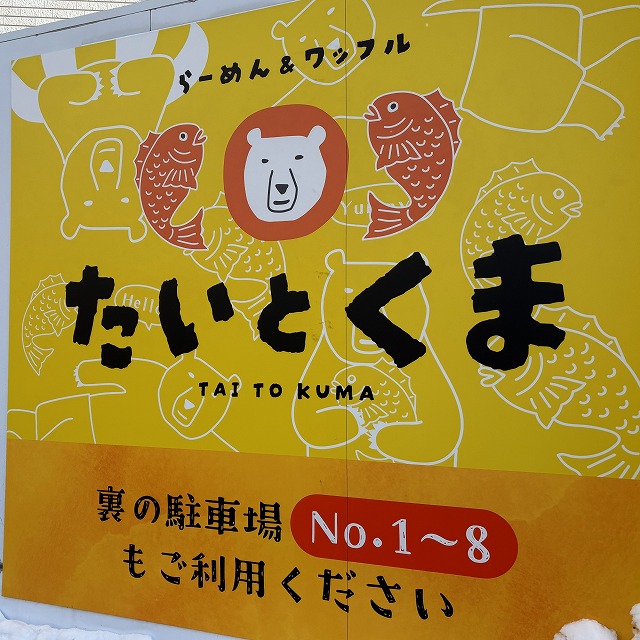 らーめん&ワッフル
たいとくま
Hello
TAI TO KUMA
裏の駐車場 No.1～8
もご利用ください